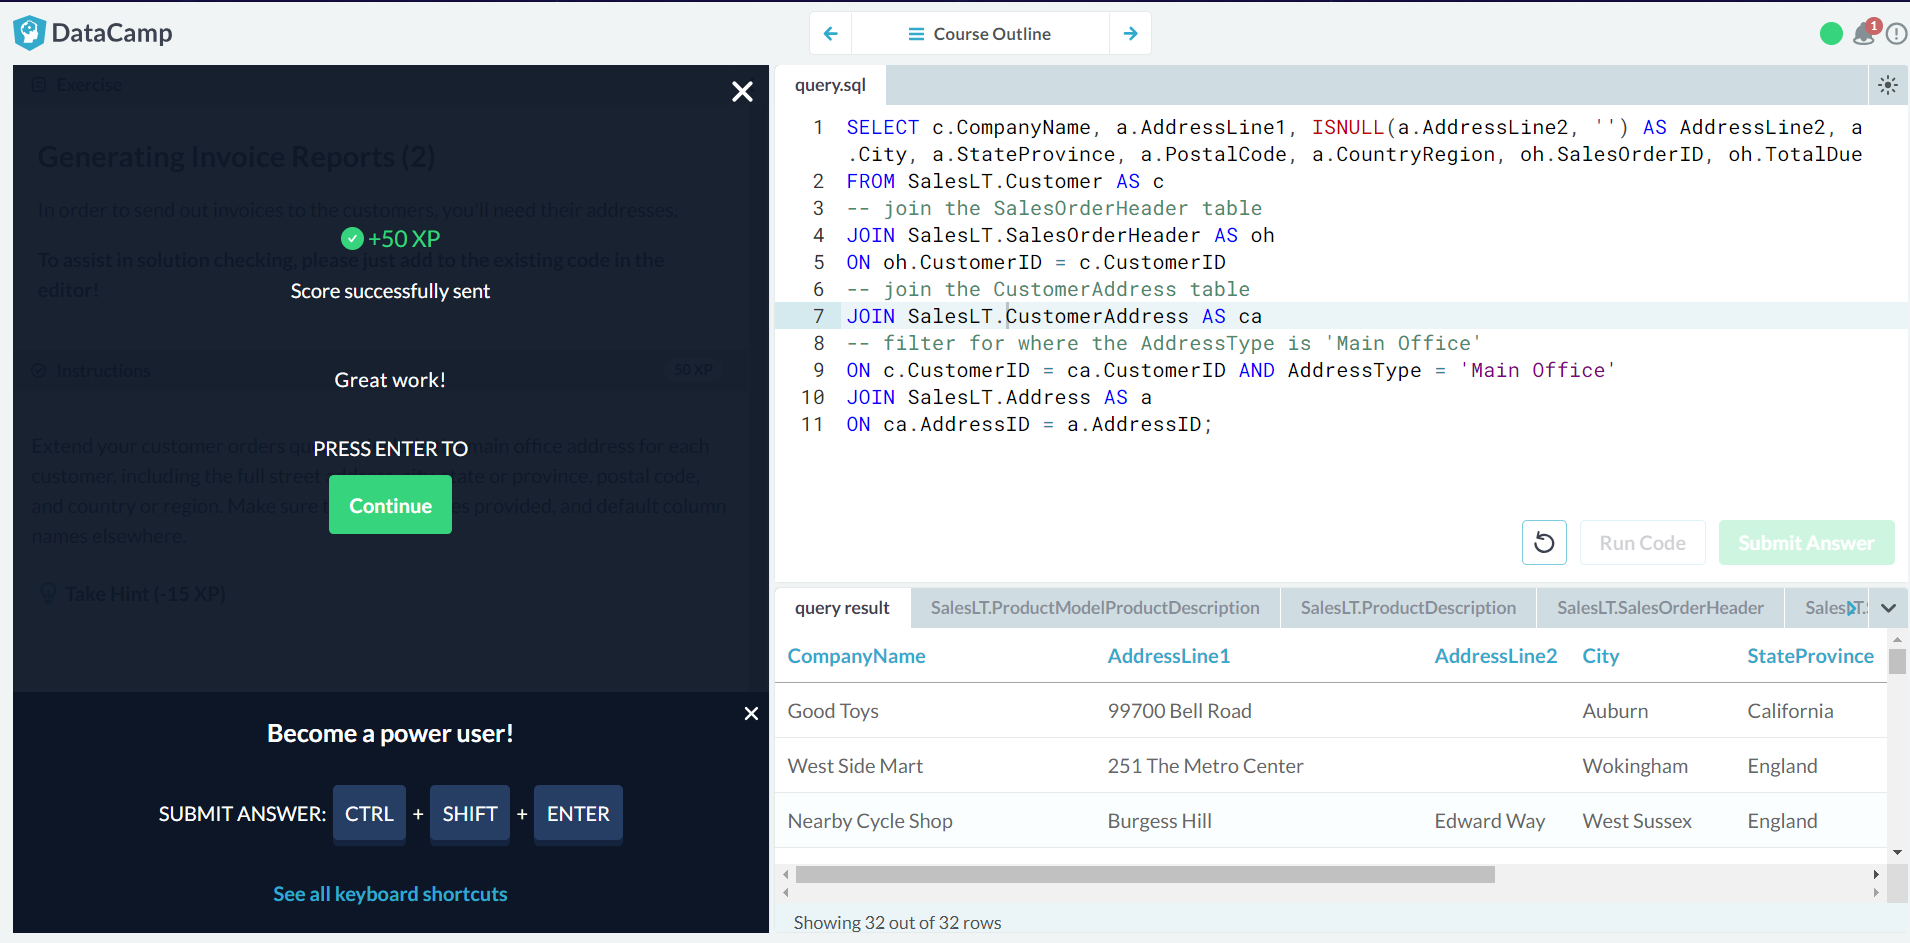 DataCamp
Course Outline
1
Exercise
Generating Invoice Reports (2)
In order to send out invoices to the customers, you'll need their addresses.
+50 XP
To assist in solution checking, please just add to the existing code in the
editor!
Score successfully sent
Instructions
50 XP
Great work!
Extend your customer orders
PRESS ENTER TO
main office address for each
customer, including the full street
state or province, postal code,
and country or region. Make sure
Continue
provided, and default column
names elsewhere.
Take Hint (-15 XP)
Become a power user!
SUBMIT ANSWER: CTRL + SHIFT + ENTER
See all keyboard shortcuts
query.sql
1 SELECT c.CompanyName, a.AddressLine1, ISNULL(a.AddressLine2, '') AS AddressLine2, a
.City, a.StateProvince, a.PostalCode, a.CountryRegion, oh.SalesOrderID, oh.TotalDue
2 FROM SalesLT.Customer AS c
3 -- join the SalesOrderHeader table
4 JOIN SalesLT.SalesOrderHeader AS oh
5 ON oh.CustomerID = c.CustomerID
6 -- join the CustomerAddress table
7 JOIN SalesLT.CustomerAddress AS ca
8 -- filter for where the AddressType is 'Main Office'
9 ON c.CustomerID = ca.CustomerID AND AddressType = 'Main Office'
10 JOIN SalesLT.Address AS a
11 ON ca.AddressID = a.AddressID;
Run Code
Submit Answer
query result SalesLT.ProductModelProductDescription SalesLT.ProductDescription SalesLT.SalesOrderHeader
CompanyName AddressLine1 AddressLine2 City StateProvince
Good Toys 99700 Bell Road Auburn California
West Side Mart 251 The Metro Center Wokingham England
Nearby Cycle Shop Burgess Hill Edward Way West Sussex England
Showing 32 out of 32 rows